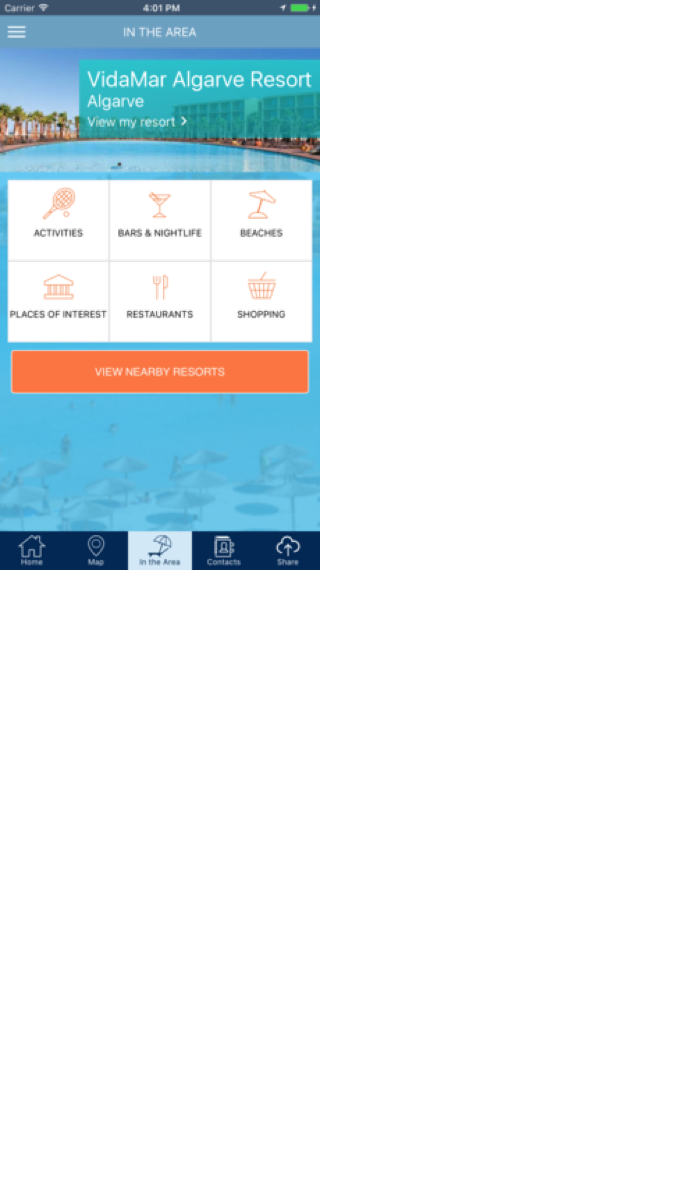 Carrier 4:01 PM
IN THE AREA
VidaMar Algarve Resort
Algarve
View my resort >
ACTIVITIES BARS & NIGHTLIFE BEACHES
PLACES OF INTEREST RESTAURANTS SHOPPING
VIEW NEARBY RESORTS
Home Map In the Area Contacts Share